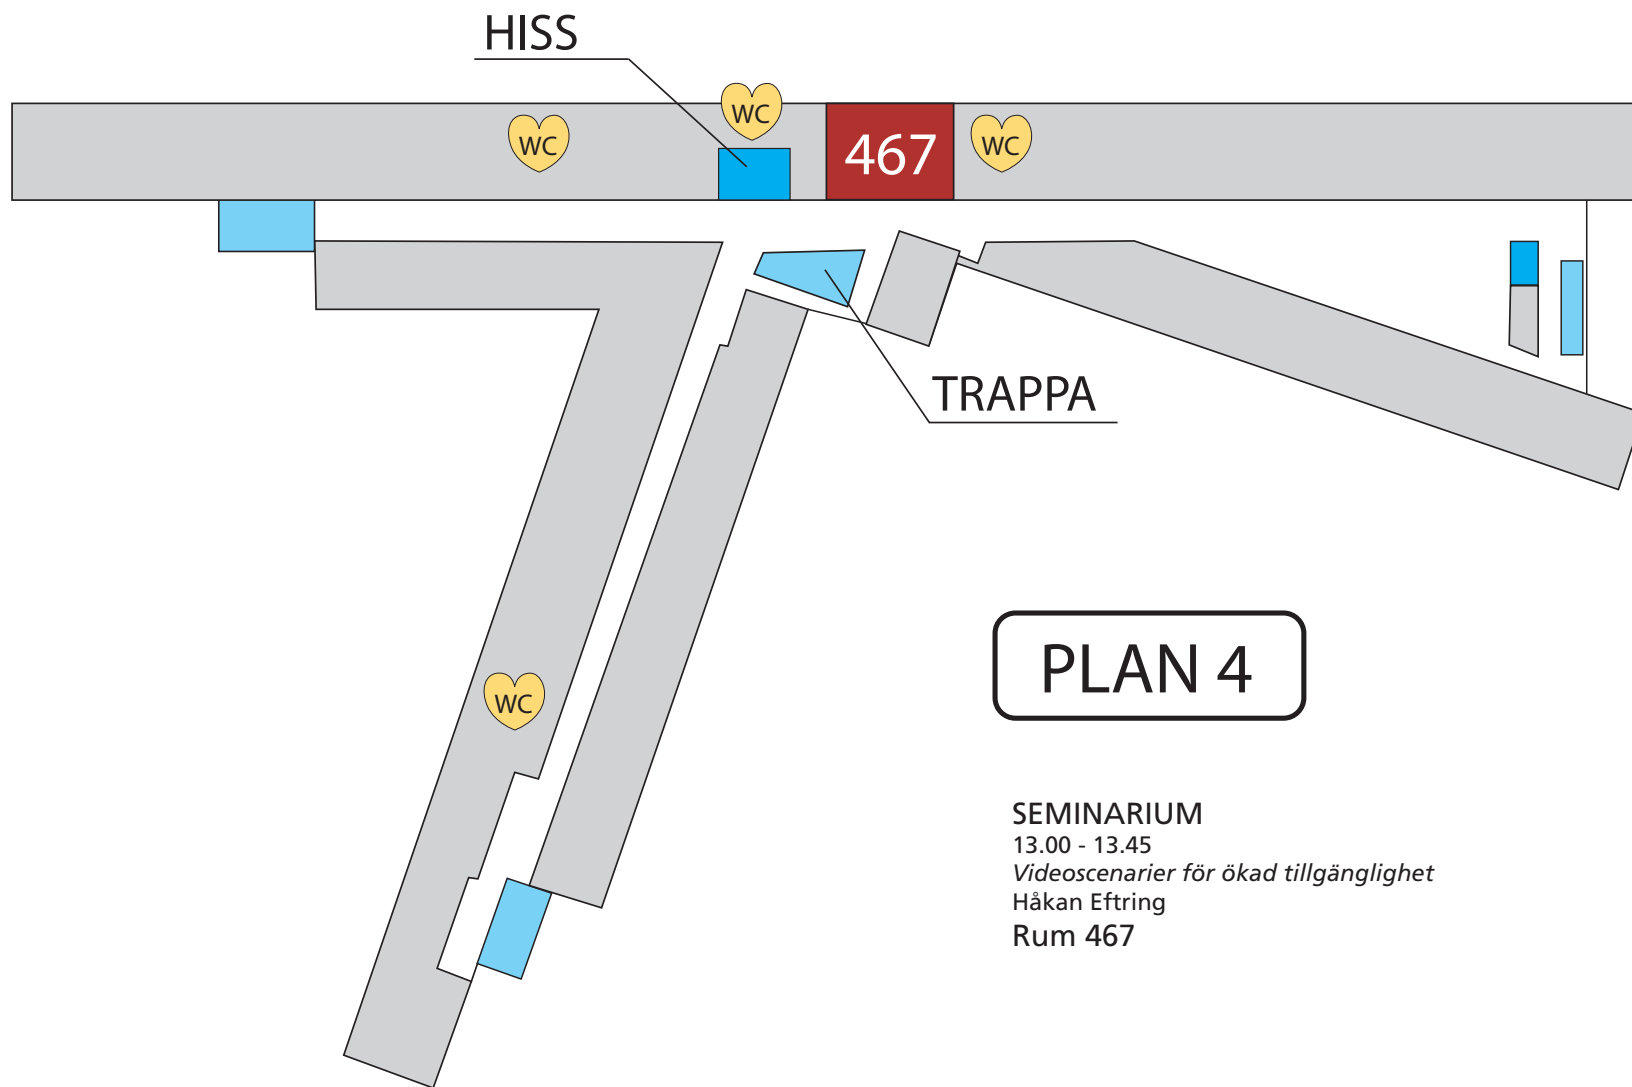 HISS
WC
WC
467
WC
TRAPPA
WC
PLAN 4
SEMINARIUM
13.00 - 13.45
Videoscenarier för ökad tillgänglighet
Håkan Eftring
Rum 467